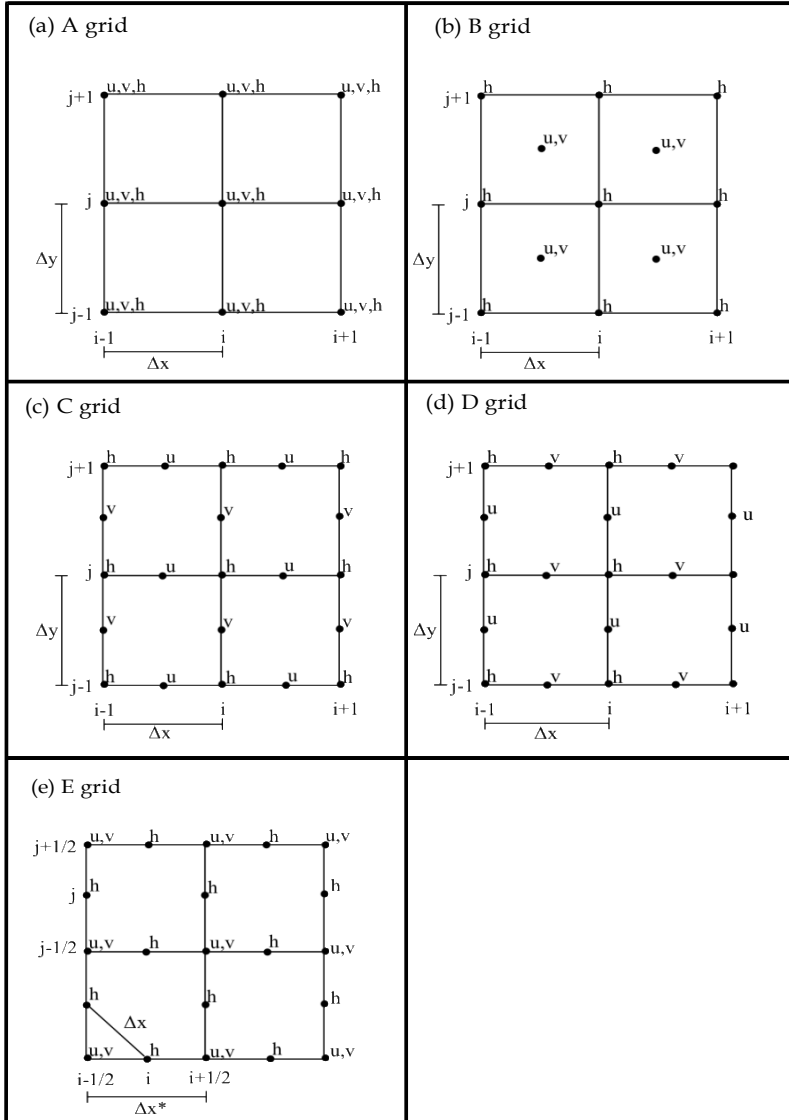 (a) A grid
j+1 u,v,h u,v,h u,v,h
j u,v,h u,v,h u,v,h
Δy
j-1 u,v,h u,v,h u,v,h
i-1 i i+1
Δx
(b) B grid
h h h
j+1
u,v u,v
j h h h
Δy u,v u,v
j-1 h h h
i-1 i i+1
Δx
(c) C grid
j+1 h u h u h
v v v
j h u h u h
Δy v v v
j-1 h u h u h
i-1 i i+1
Δx
(d) D grid
j+1 h v h v
u u u
j h v h v
Δy u u u
j-1 h v h v
i-1 i i+1
Δx
(e) E grid
j+1/2 u,v h u,v h u,v
j h h h
j-1/2 u,v h u,v h u,v
h h h
Δx
u,v h u,v h u,v
i-1/2 i i+1/2
Δx*